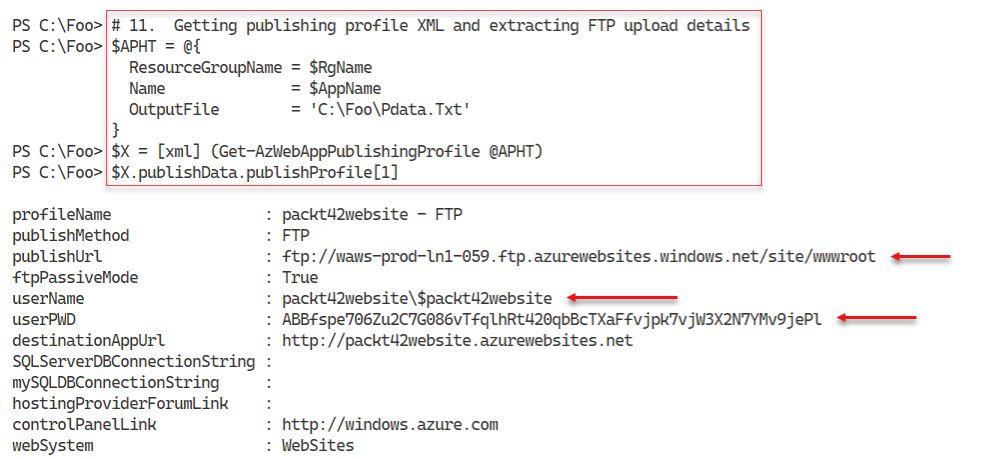 PS C:\Foo> # 11.  Getting publishing profile XML and extracting FTP upload details
PS C:\Foo> $APHT = @{
  ResourceGroupName = $RgName
  Name              = $AppName
  OutputFile        = 'C:\Foo\Pdata.Txt'
}
PS C:\Foo> $X = [xml] (Get-AzWebAppPublishingProfile @APHT)
PS C:\Foo> $X.publishData.publishProfile[1]
profileName                 : packt42website - FTP
publishMethod               : FTP
publishUrl                  : ftp://waws-prod-ln1-059.ftp.azurewebsites.windows.net/site/wwwroot
ftpPassiveMode              : True
userName                    : packt42website\$packt42website
userPWD                     : ABBfspe706Zu2C7G086vTfqlhRt420qbBcTXaFfvjpk7vjW3X2N7YMv9jePl
destinationAppUrl           : http://packt42website.azurewebsites.net
SQLServerDBConnectionString :
mySQLDBConnectionString     :
hostingProviderForumLink    :
controlPanelLink            : http://windows.azure.com
webSystem                   : WebSites